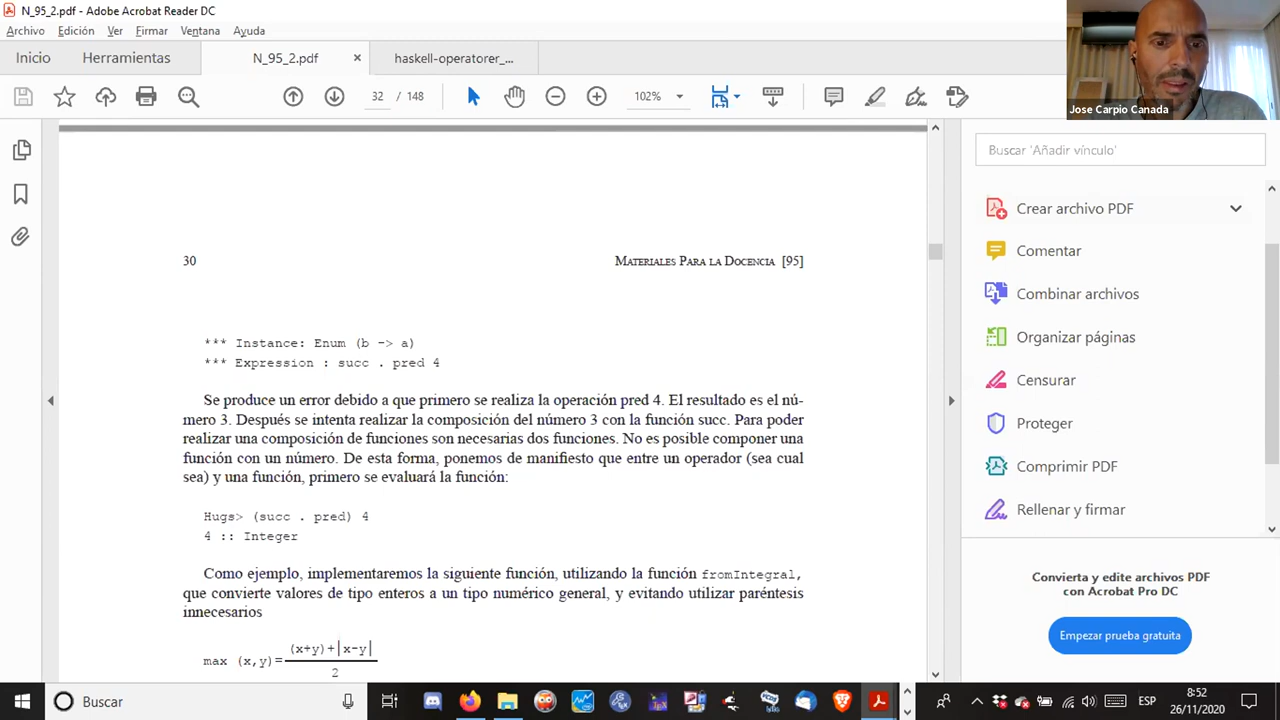 N_95_2.pdf - Adobe Acrobat Reader DC
Archivo Edición Ver Firmar Ventana Ayuda
Inicio Herramientas N_95_2.pdf × haskell-operatorer_...
32 / 148 102%
Jose Carpio Canada
30 MATERIALES PARA LA DOCENCIA [95]
*** Instance: Enum (b -> a)
*** Expression : succ . pred 4
Se produce un error debido a que primero se realiza la operación pred 4. El resultado es el nú-
mero 3. Después se intenta realizar la composición del número 3 con la función succ. Para poder
realizar una composición de funciones son necesarias dos funciones. No es posible componer una
función con un número. De esta forma, ponemos de manifiesto que entre un operador (sea cual
sea) y una función, primero se evaluará la función:
Hugs> (succ . pred) 4
4 :: Integer
Como ejemplo, implementaremos la siguiente función, utilizando la función fromIntegral,
que convierte valores de tipo enteros a un tipo numérico general, y evitando utilizar paréntesis
innecesarios
(x+y)+|x-y|
max (x,y)=
2
Buscar 'Añadir vínculo'
Crear archivo PDF
Comentar
Combinar archivos
Organizar páginas
Censurar
Proteger
Comprimir PDF
Rellenar y firmar
Convierta y edite archivos PDF
con Acrobat Pro DC
Empezar prueba gratuita
Buscar
ESP
8:52
26/11/2020